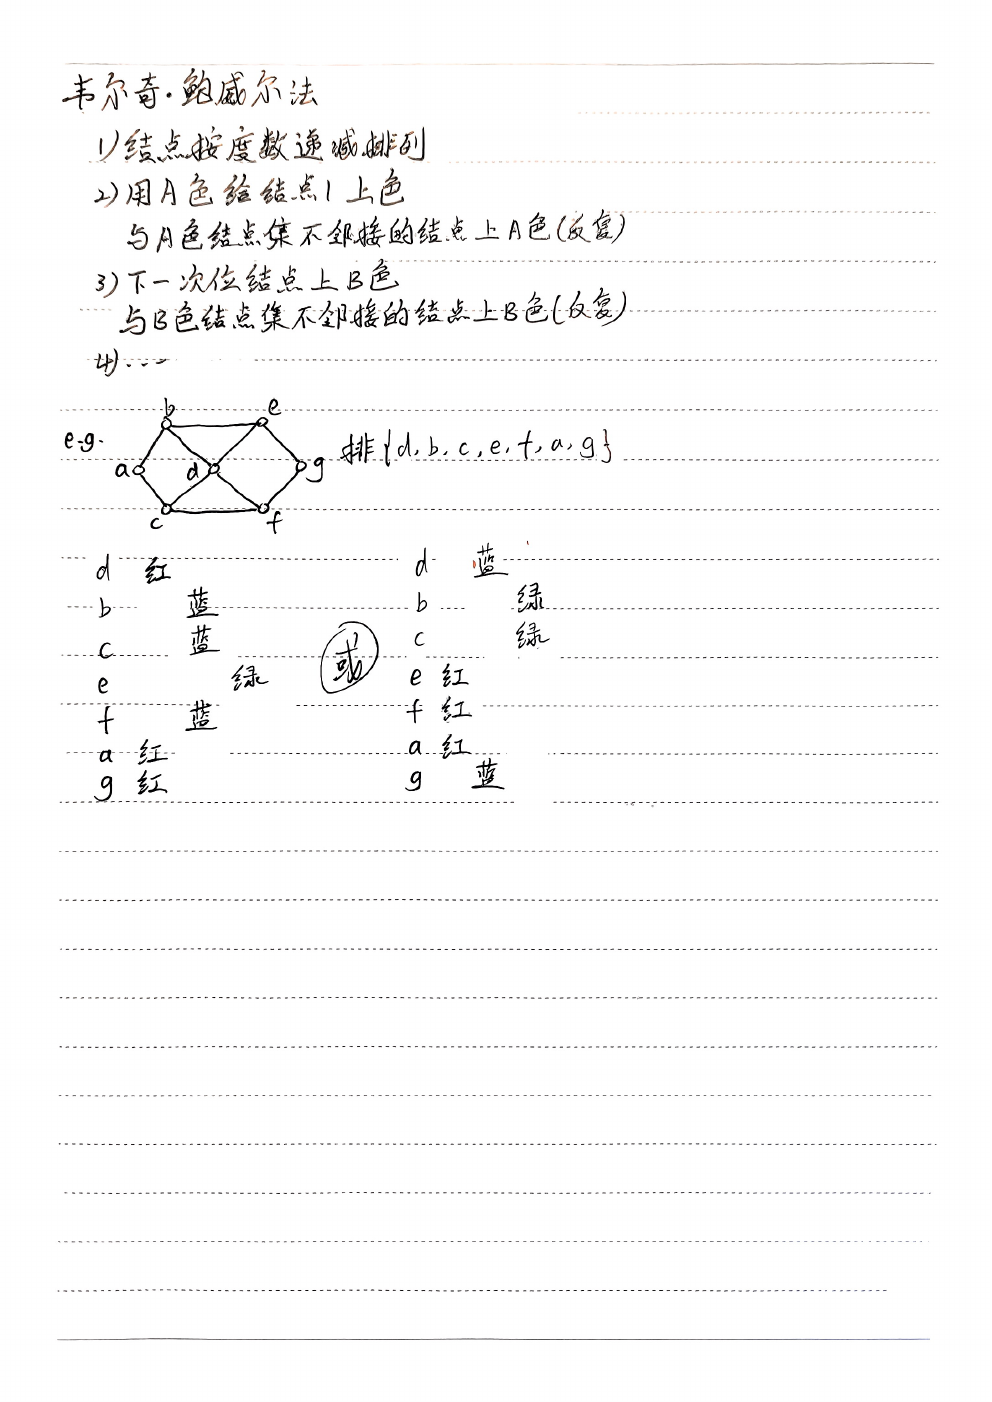 韦尔奇·鲍威尔法
1)结点按度数递减排列
2)用A色给结点1上色
与A色结点集不邻接的结点上A色(反复)
3)下一次位结点上B色
与B色结点集不邻接的结点上B色(反复)
4)...
e.g.
b e
a d g
c f
排{d,b,c,e,f,a,g}
d 红
b 蓝
c 蓝
e 绿
f 蓝
a 红
g 红
或
d 蓝
b 绿
c 绿
e 红
f 红
a 红
g 蓝